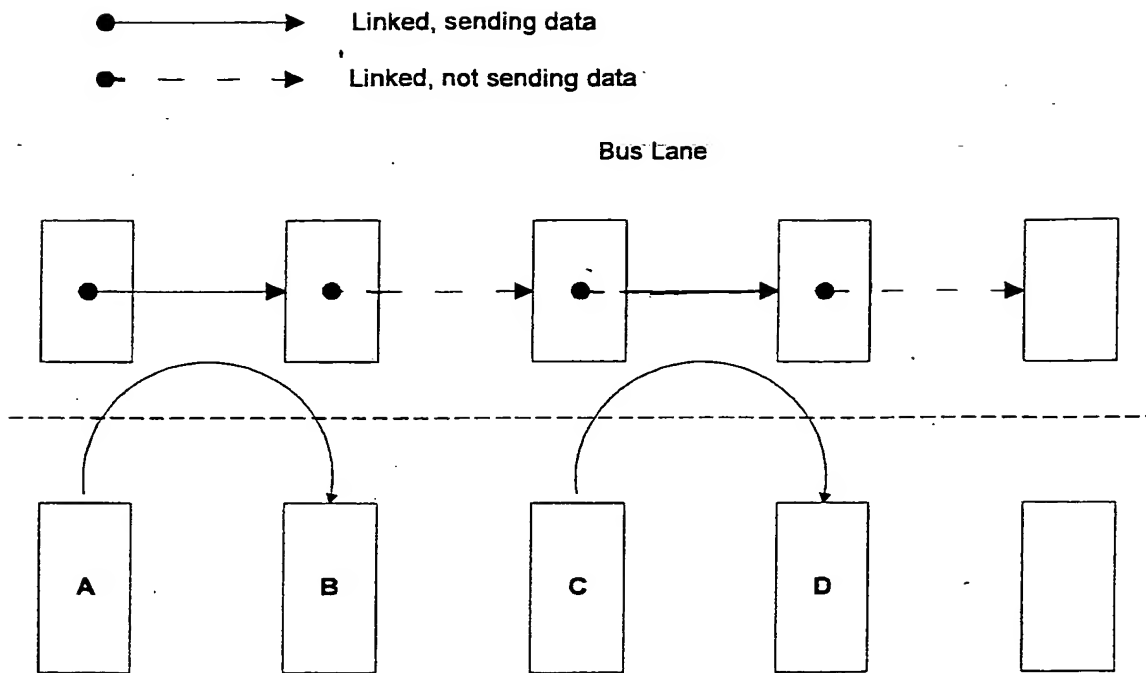 Linked, sending data
Linked, not sending data
Bus Lane
A B C D